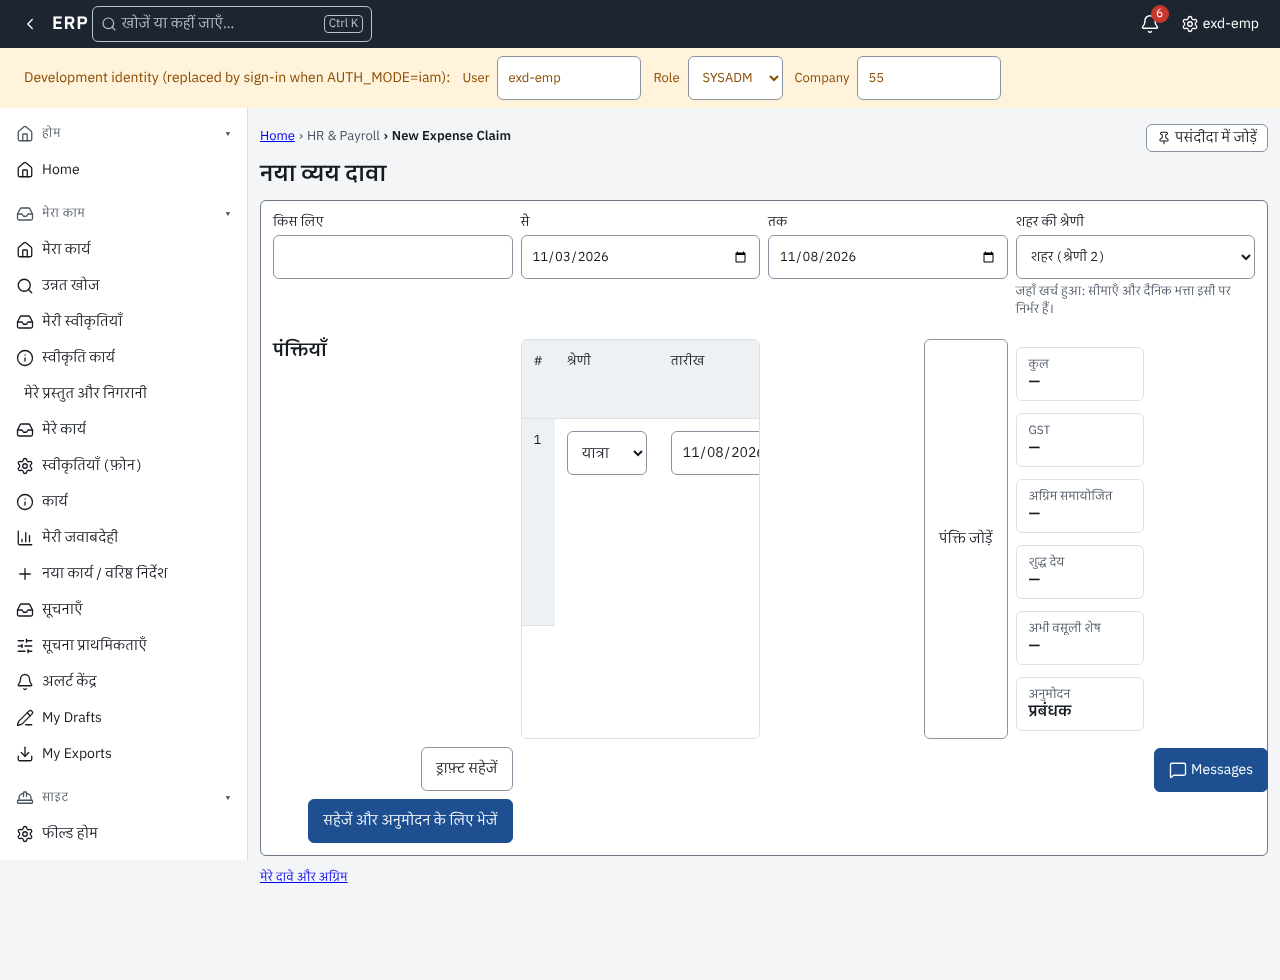 ERP
खोजें या कहीं जाएँ...
Ctrl K
6
exd-emp
Development identity (replaced by sign-in when AUTH_MODE=iam):
User
exd-emp
Role
SYSADM
Company
55
होम
Home
मेरा काम
मेरा कार्य
उन्नत खोज
मेरी स्वीकृतियाँ
स्वीकृति कार्य
मेरे प्रस्तुत और निगरानी
मेरे कार्य
स्वीकृतियाँ (फ़ोन)
कार्य
मेरी जवाबदेही
नया कार्य / वरिष्ठ निर्देश
सूचनाएँ
सूचना प्राथमिकताएँ
अलर्ट केंद्र
My Drafts
My Exports
साइट
फील्ड होम
Home › HR & Payroll › New Expense Claim
पसंदीदा में जोड़ें
नया व्यय दावा
किस लिए
से
11/03/2026
तक
11/08/2026
शहर की श्रेणी
शहर (श्रेणी 2)
जहाँ खर्च हुआ: सीमाएँ और दैनिक भत्ता इसी पर
निर्भर हैं।
पंक्तियाँ
# श्रेणी तारीख
1 यात्रा 11/08/2026
पंक्ति जोड़ें
कुल
—
GST
—
अग्रिम समायोजित
—
शुद्ध देय
—
अभी वसूली शेष
—
अनुमोदन
प्रबंधक
ड्राफ़्ट सहेजें
सहेजें और अनुमोदन के लिए भेजें
Messages
मेरे दावे और अग्रिम